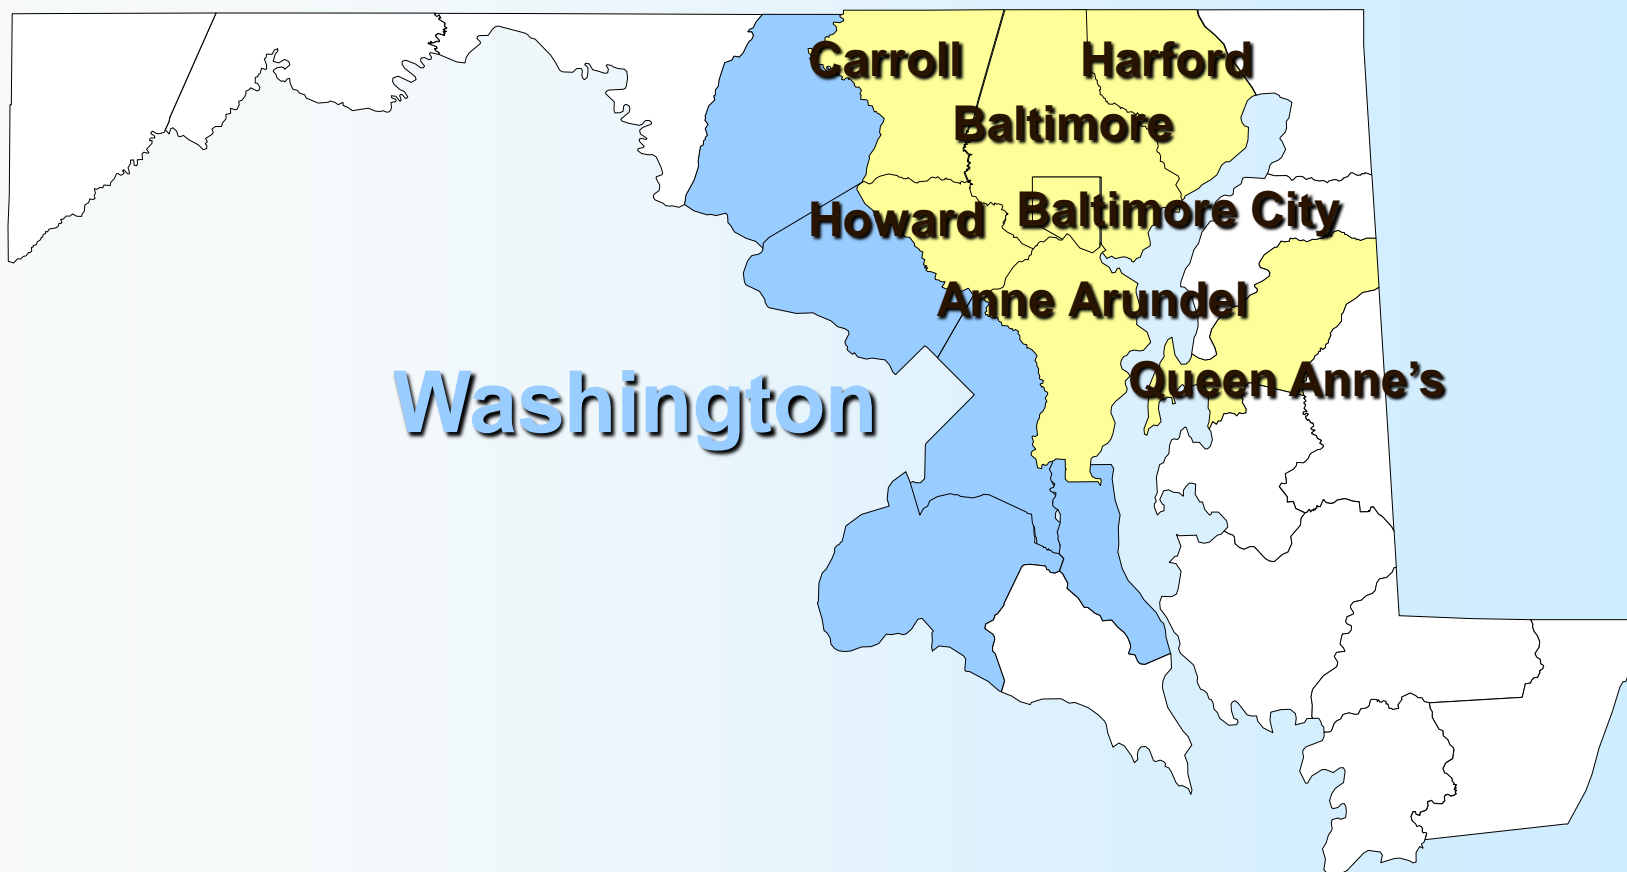 Carroll
Harford
Baltimore
Howard
Baltimore City
Anne Arundel
Queen Anne’s
Washington